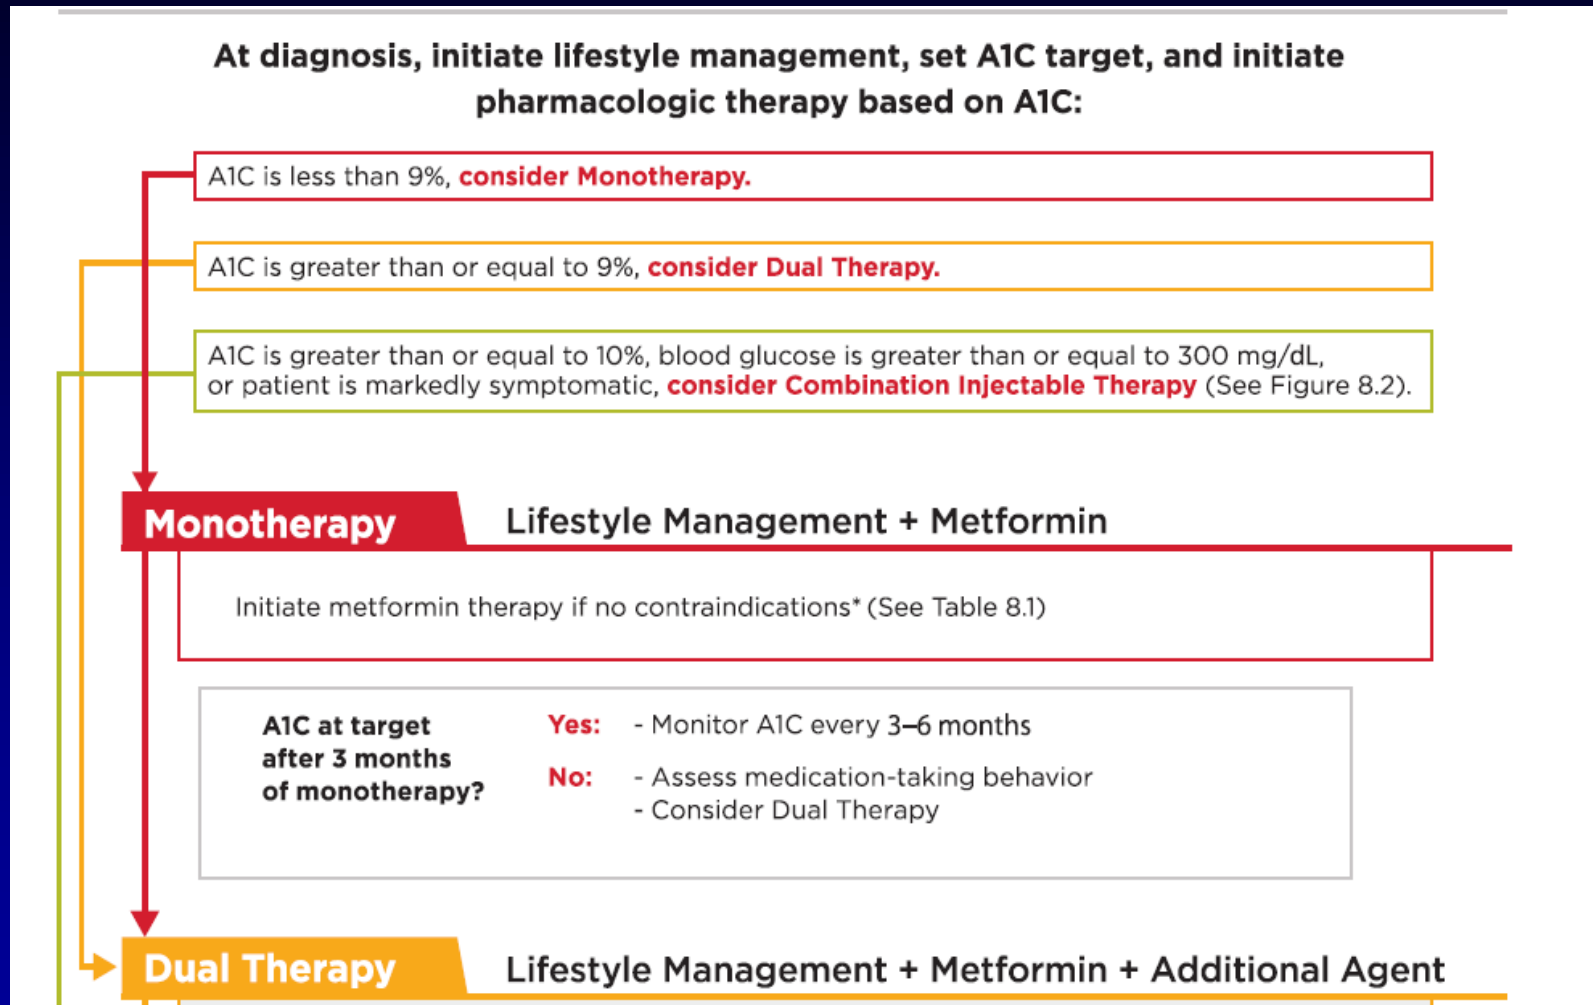 At diagnosis, initiate lifestyle management, set A1C target, and initiate
pharmacologic therapy based on A1C:
A1C is less than 9%, consider Monotherapy.
A1C is greater than or equal to 9%, consider Dual Therapy.
A1C is greater than or equal to 10%, blood glucose is greater than or equal to 300 mg/dL,
or patient is markedly symptomatic, consider Combination Injectable Therapy (See Figure 8.2).
Monotherapy Lifestyle Management + Metformin
Initiate metformin therapy if no contraindications* (See Table 8.1)
A1C at target
after 3 months
of monotherapy?
Yes: - Monitor A1C every 3–6 months
No: - Assess medication-taking behavior
- Consider Dual Therapy
Dual Therapy Lifestyle Management + Metformin + Additional Agent